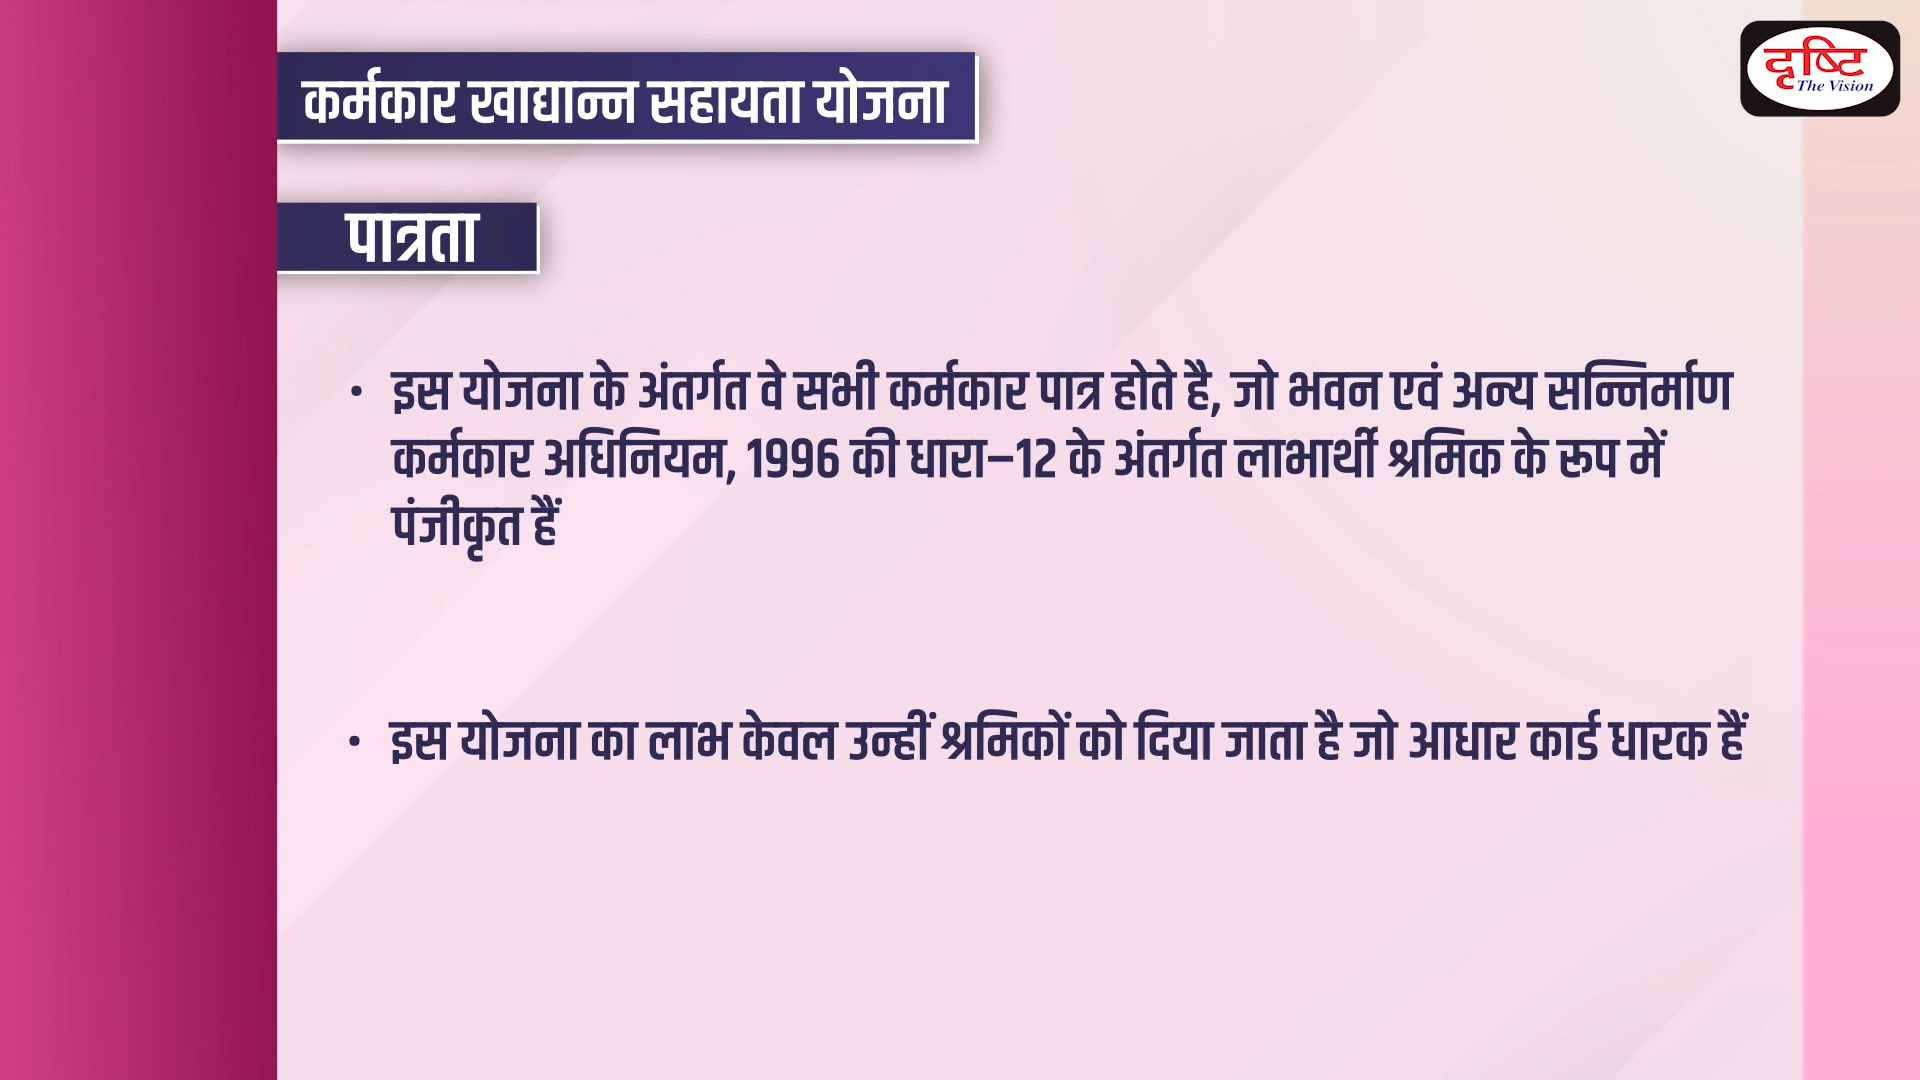 कर्मकार खाद्यान्न सहायता योजना
दृष्टि
The Vision
पात्रता
• इस योजना के अंतर्गत वे सभी कर्मकार पात्र होते है, जो भवन एवं अन्य सन्निर्माण
कर्मकार अधिनियम, 1996 की धारा–12 के अंतर्गत लाभार्थी श्रमिक के रूप में
पंजीकृत हैं
• इस योजना का लाभ केवल उन्हीं श्रमिकों को दिया जाता है जो आधार कार्ड धारक हैं